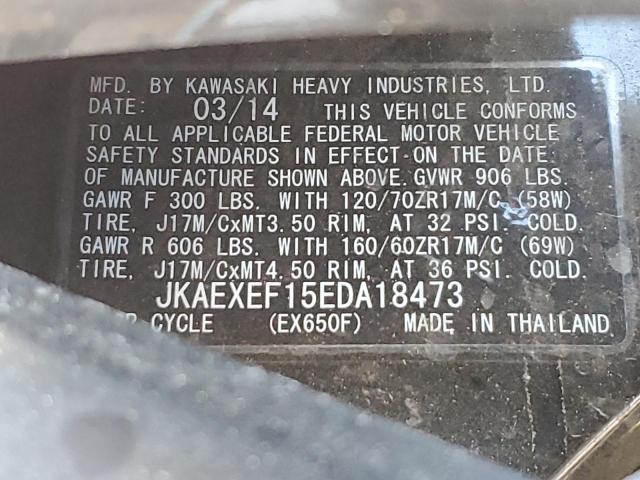 MFD. BY KAWASAKI HEAVY INDUSTRIES, LTD.
DATE: 03/14 THIS VEHICLE CONFORMS
TO ALL APPLICABLE FEDERAL MOTOR VEHICLE
SAFETY STANDARDS IN EFFECT ON THE DATE
OF MANUFACTURE SHOWN ABOVE. GVWR 906 LBS.
GAWR F 300 LBS. WITH 120/70ZR17M/C (58W)
TIRE, J17M/CxMT3.50 RIM, AT 32 PSI. COLD.
GAWR R 606 LBS. WITH 160/60ZR17M/C (69W)
TIRE, J17M/CxMT4.50 RIM, AT 36 PSI. COLD.
JKAEXEF15EDA18473
CYCLE (EX650F) MADE IN THAILAND